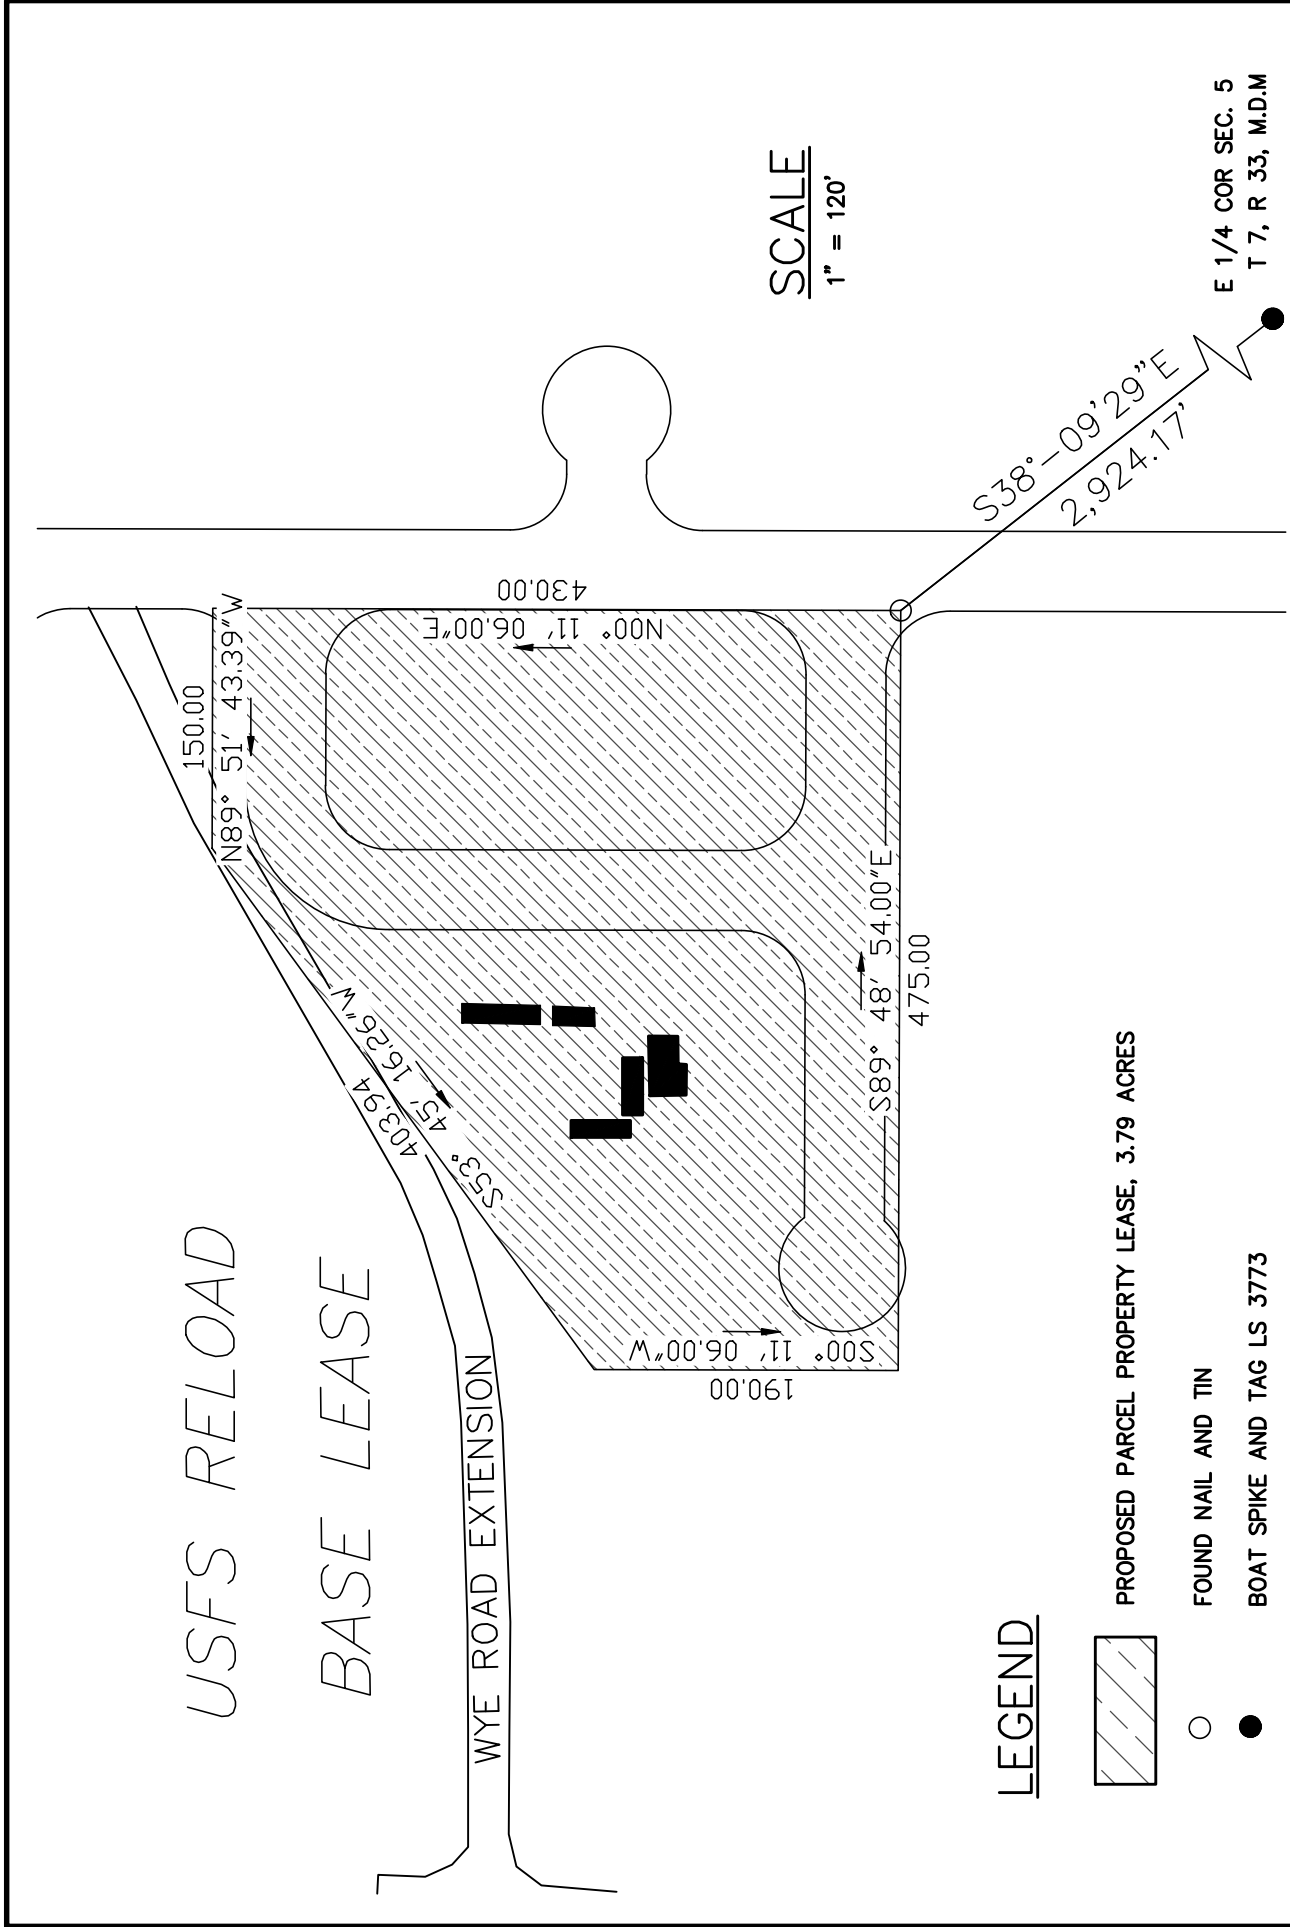 USFS RELOAD
BASE LEASE
WYE ROAD EXTENSION
150.00
N89° 51' 43.39"W
403.94
S53° 45' 16.26"W
430.00
N00° 11' 06.00"E
190.00
S00° 11' 06.00"W
S89° 48' 54.00"E
475.00
SCALE
1" = 120'
S38°-09'29"E
2,924.17'
E 1/4 COR SEC. 5
T 7, R 33, M.D.M
LEGEND
PROPOSED PARCEL PROPERTY LEASE, 3.79 ACRES
FOUND NAIL AND TIN
BOAT SPIKE AND TAG LS 3773